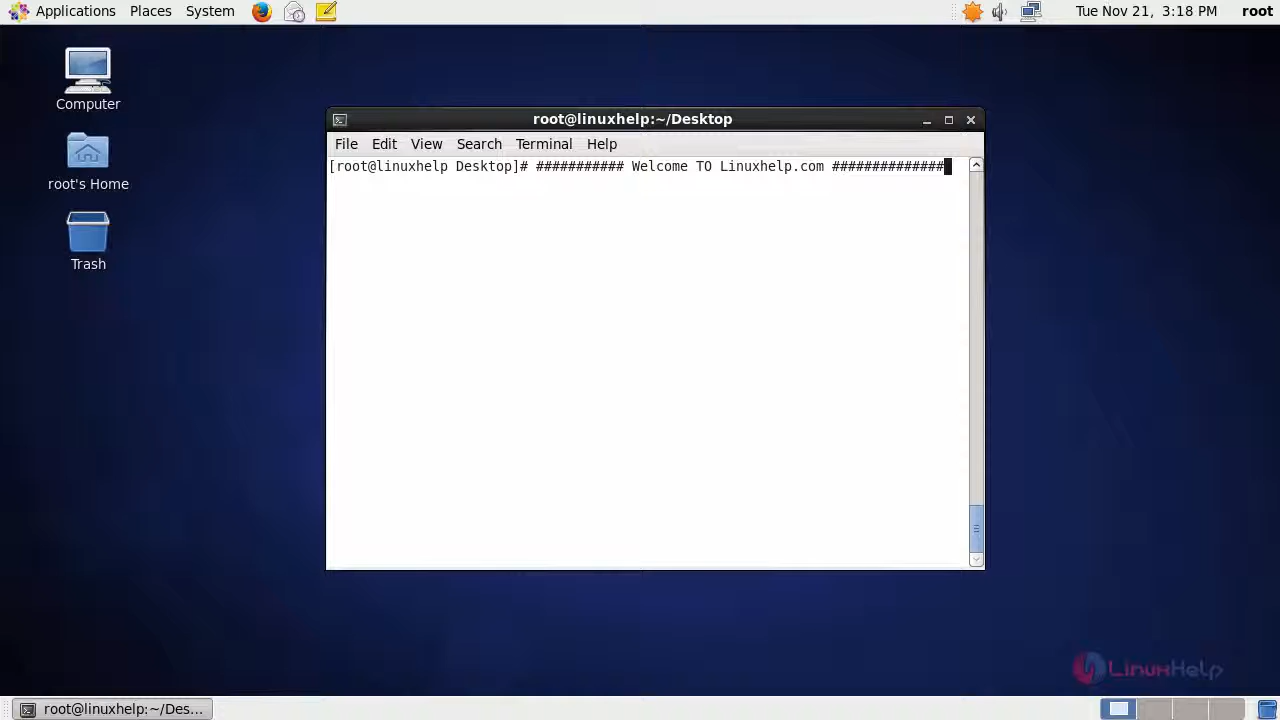 Applications Places System Tue Nov 21, 3:18 PM root
Computer
root's Home
Trash
root@linuxhelp:~/Desktop
File Edit View Search Terminal Help
[root@linuxhelp Desktop]# ########### Welcome TO Linuxhelp.com ##############
LinuxHelp
root@linuxhelp:~/Des...